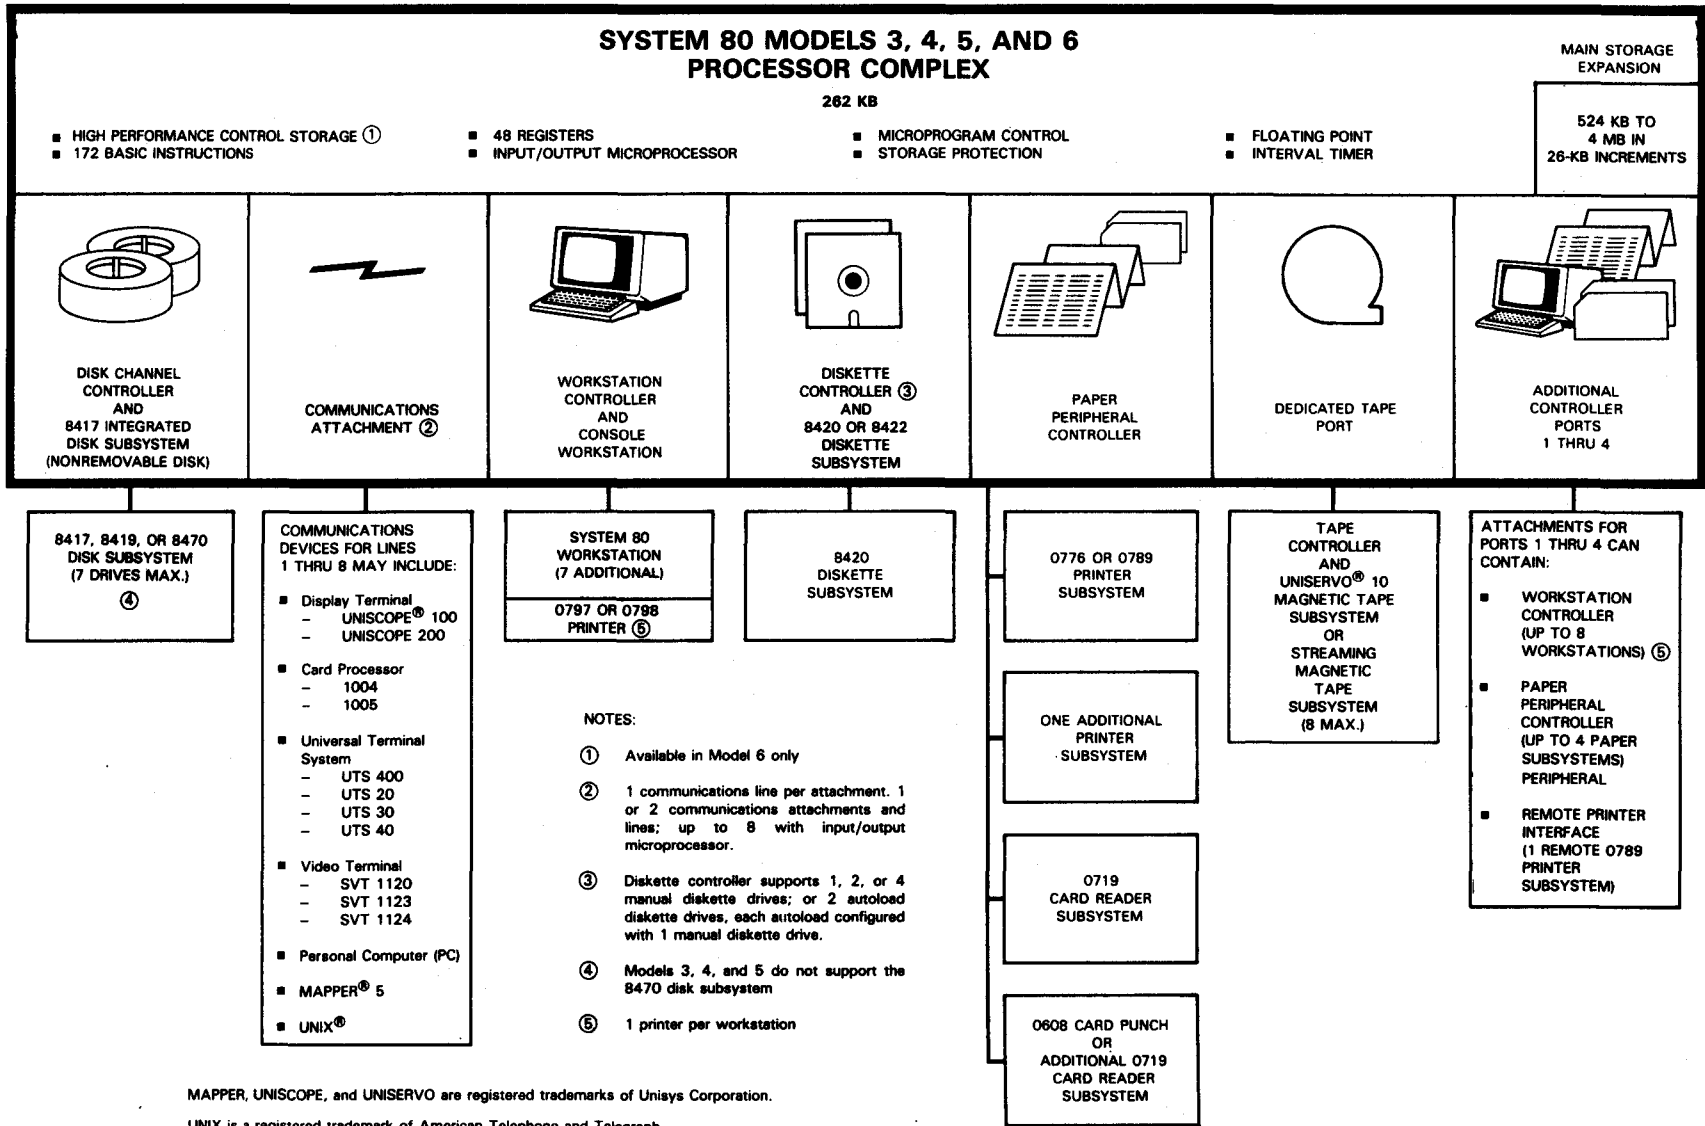 SYSTEM 80 MODELS 3, 4, 5, AND 6
PROCESSOR COMPLEX
262 KB
MAIN STORAGE
EXPANSION
524 KB TO
4 MB IN
26-KB INCREMENTS
■ HIGH PERFORMANCE CONTROL STORAGE ①
■ 172 BASIC INSTRUCTIONS
■ 48 REGISTERS
■ INPUT/OUTPUT MICROPROCESSOR
■ MICROPROGRAM CONTROL
■ STORAGE PROTECTION
■ FLOATING POINT
■ INTERVAL TIMER
DISK CHANNEL
CONTROLLER
AND
8417 INTEGRATED
DISK SUBSYSTEM
(NONREMOVABLE DISK)
COMMUNICATIONS
ATTACHMENT ②
WORKSTATION
CONTROLLER
AND
CONSOLE
WORKSTATION
DISKETTE
CONTROLLER ③
AND
8420 OR 8422
DISKETTE
SUBSYSTEM
PAPER
PERIPHERAL
CONTROLLER
DEDICATED TAPE
PORT
ADDITIONAL
CONTROLLER
PORTS
1 THRU 4
8417, 8419, OR 8470
DISK SUBSYSTEM
(7 DRIVES MAX.)
④
COMMUNICATIONS
DEVICES FOR LINES
1 THRU 8 MAY INCLUDE:
■ Display Terminal
– UNISCOPE® 100
– UNISCOPE 200
■ Card Processor
– 1004
– 1005
■ Universal Terminal
System
– UTS 400
– UTS 20
– UTS 30
– UTS 40
■ Video Terminal
– SVT 1120
– SVT 1123
– SVT 1124
■ Personal Computer (PC)
■ MAPPER® 5
■ UNIX®
SYSTEM 80
WORKSTATION
(7 ADDITIONAL)
0797 OR 0798
PRINTER ⑤
8420
DISKETTE
SUBSYSTEM
NOTES:
① Available in Model 6 only
② 1 communications line per attachment. 1
or 2 communications attachments and
lines; up to 8 with input/output
microprocessor.
③ Diskette controller supports 1, 2, or 4
manual diskette drives; or 2 autoload
diskette drives, each autoload configured
with 1 manual diskette drive.
④ Models 3, 4, and 5 do not support the
8470 disk subsystem
⑤ 1 printer per workstation
0776 OR 0789
PRINTER
SUBSYSTEM
ONE ADDITIONAL
PRINTER
SUBSYSTEM
0719
CARD READER
SUBSYSTEM
0608 CARD PUNCH
OR
ADDITIONAL 0719
CARD READER
SUBSYSTEM
TAPE
CONTROLLER
AND
UNISERVO® 10
MAGNETIC TAPE
SUBSYSTEM
OR
STREAMING
MAGNETIC
TAPE
SUBSYSTEM
(8 MAX.)
ATTACHMENTS FOR
PORTS 1 THRU 4 CAN
CONTAIN:
■ WORKSTATION
CONTROLLER
(UP TO 8
WORKSTATIONS) ⑤
■ PAPER
PERIPHERAL
CONTROLLER
(UP TO 4 PAPER
SUBSYSTEMS)
PERIPHERAL
■ REMOTE PRINTER
INTERFACE
(1 REMOTE 0789
PRINTER
SUBSYSTEM)
MAPPER, UNISCOPE, and UNISERVO are registered trademarks of Unisys Corporation.
UNIX is a registered trademark of American Telephone and Telegraph